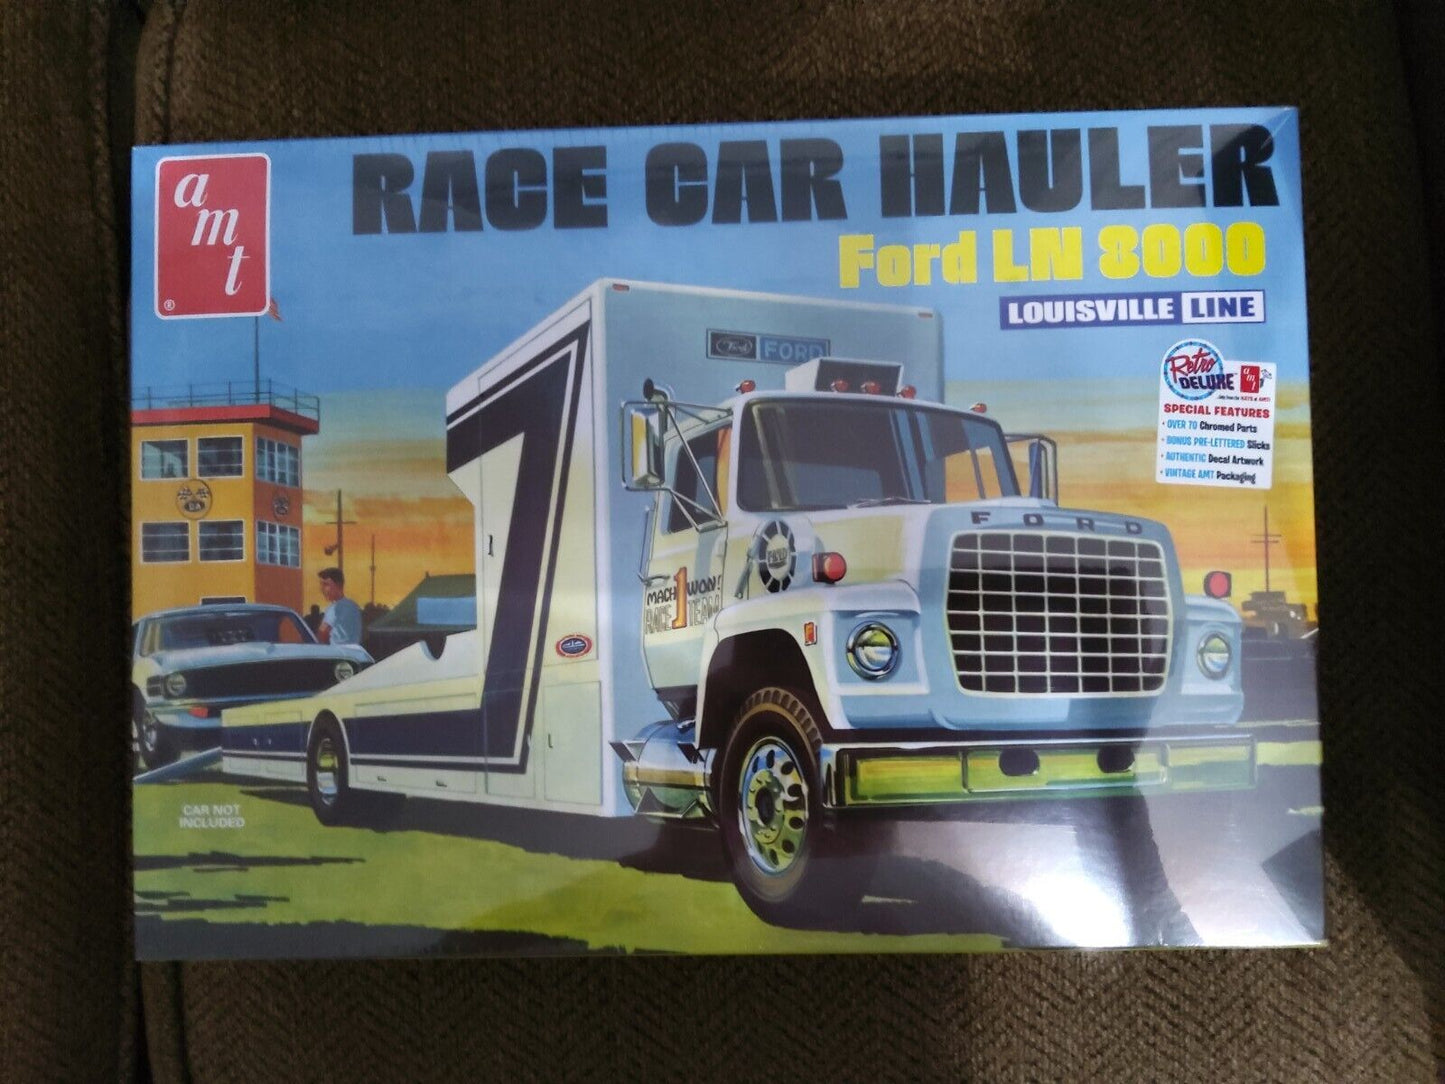 amt
®
RACE CAR HAULER
Ford LN 8000
LOUISVILLE LINE
Retro
DELUXE
amt
SPECIAL FEATURES
• OVER 70 Chromed Parts
• BONUS PRE-LETTERED Slicks
• AUTHENTIC Decal Artwork
• VINTAGE AMT Packaging
Ford FORD
FORD
MACH 1 WON!
RACE TEAM
1
CAR NOT
INCLUDED